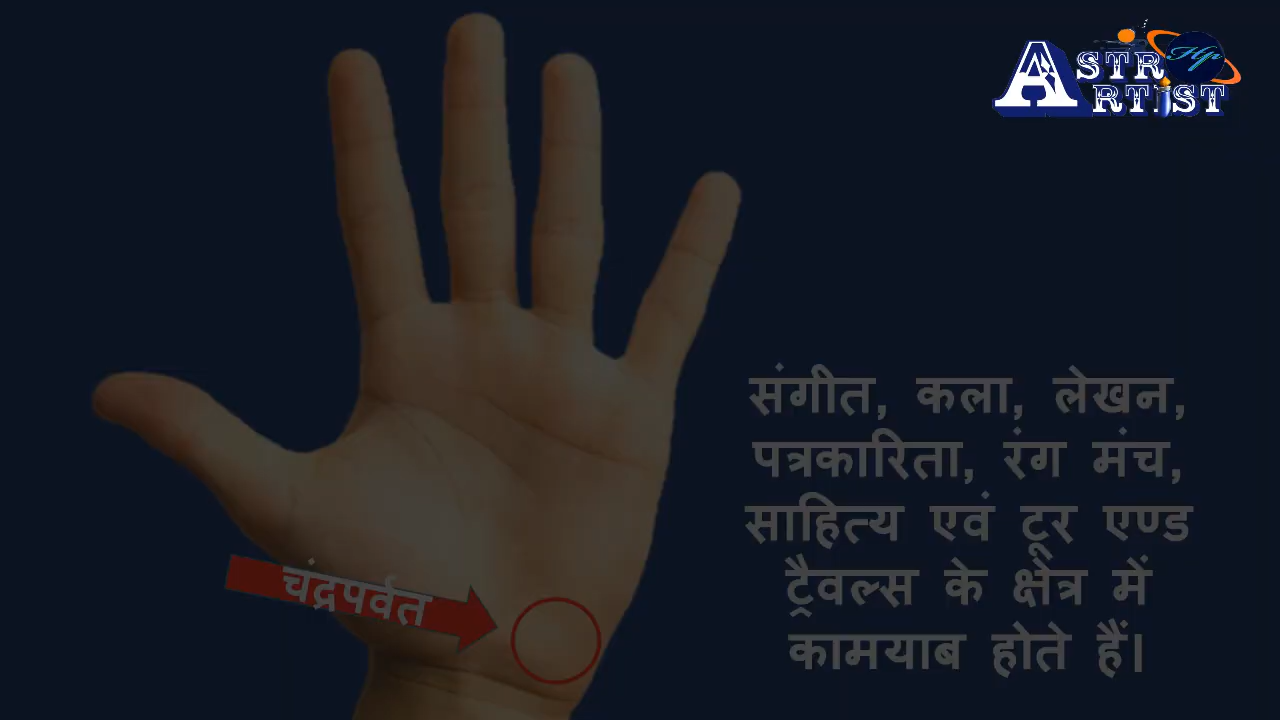 ASTRO
ARTIST
संगीत, कला, लेखन,
पत्रकारिता, रंग मंच,
साहित्य एवं टूर एण्ड
ट्रैवल्स के क्षेत्र में
कामयाब होते हैं।
चंद्रपर्वत